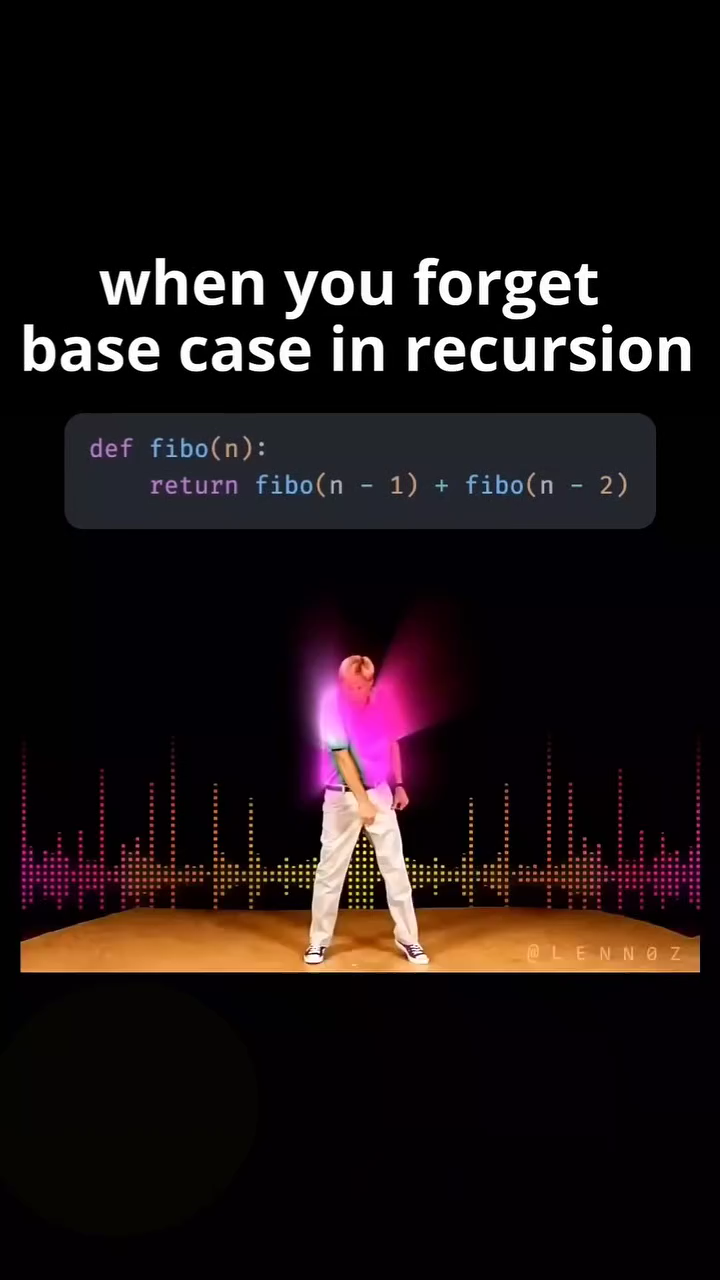 when you forget
base case in recursion
def fibo(n):
    return fibo(n - 1) + fibo(n - 2)
@LENN0Z